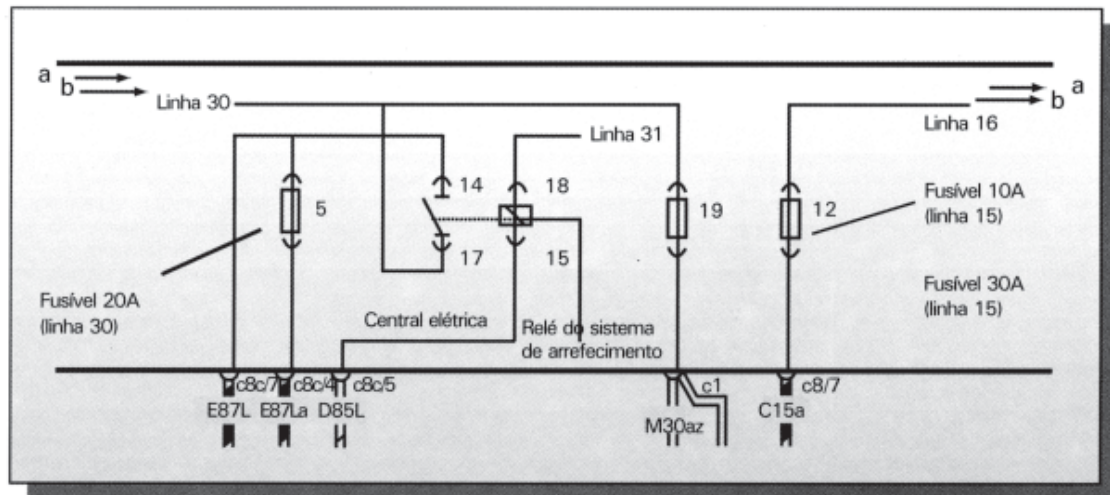 a
b
Linha 30
Linha 31
a
b
Linha 16
14
18
5
19
12
Fusível 10A
(linha 15)
17
15
Fusível 20A
(linha 30)
Central elétrica
Relé do sistema
de arrefecimento
Fusível 30A
(linha 15)
c8c/7
c8c/4
c8c/5
c1
c8/7
E87L
E87La
D85L
M30az
C15a